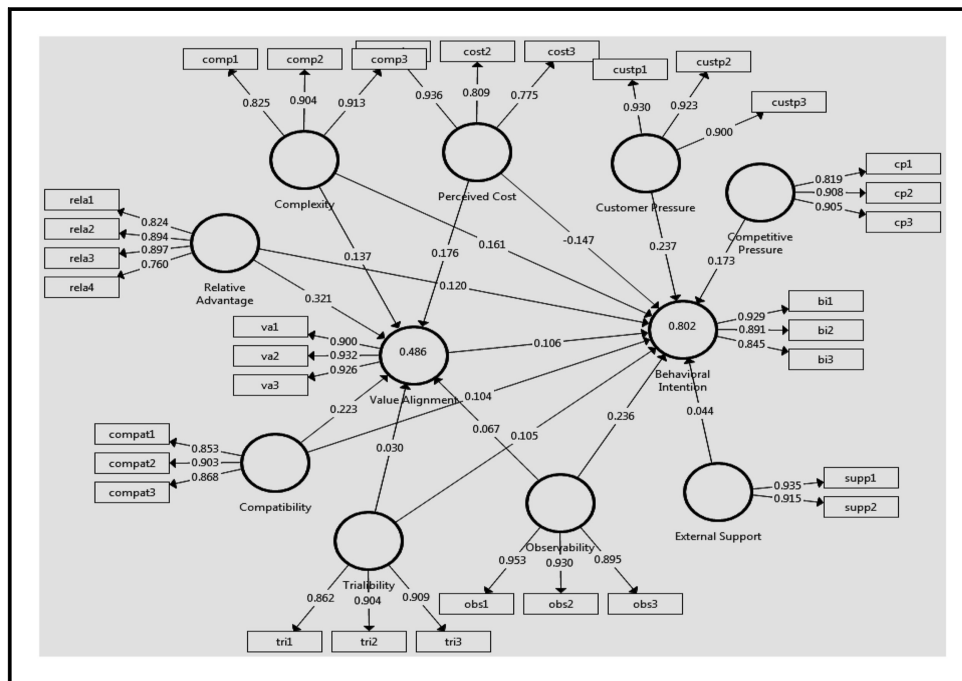 comp1
comp2
comp3
cost2
cost3
custp1
custp2
custp3
0.825
0.904
0.913
0.936
0.809
0.775
0.930
0.923
0.900
Complexity
Perceived Cost
Customer Pressure
Competitive
Pressure
cp1
cp2
cp3
0.819
0.908
0.905
rela1
rela2
rela3
rela4
0.824
0.894
0.897
0.760
Relative
Advantage
0.137
0.161
0.176
-0.147
0.237
0.173
0.321
0.120
va1
va2
va3
0.900
0.932
0.926
0.486
Value Alignment
0.106
0.802
Behavioral
Intention
0.929
0.891
0.845
bi1
bi2
bi3
compat1
compat2
compat3
0.853
0.903
0.868
Compatibility
0.223
0.104
0.030
0.105
0.067
0.236
0.044
Trialibility
0.862
0.904
0.909
tri1
tri2
tri3
Observability
0.953
0.930
0.895
obs1
obs2
obs3
External Support
0.935
0.915
supp1
supp2